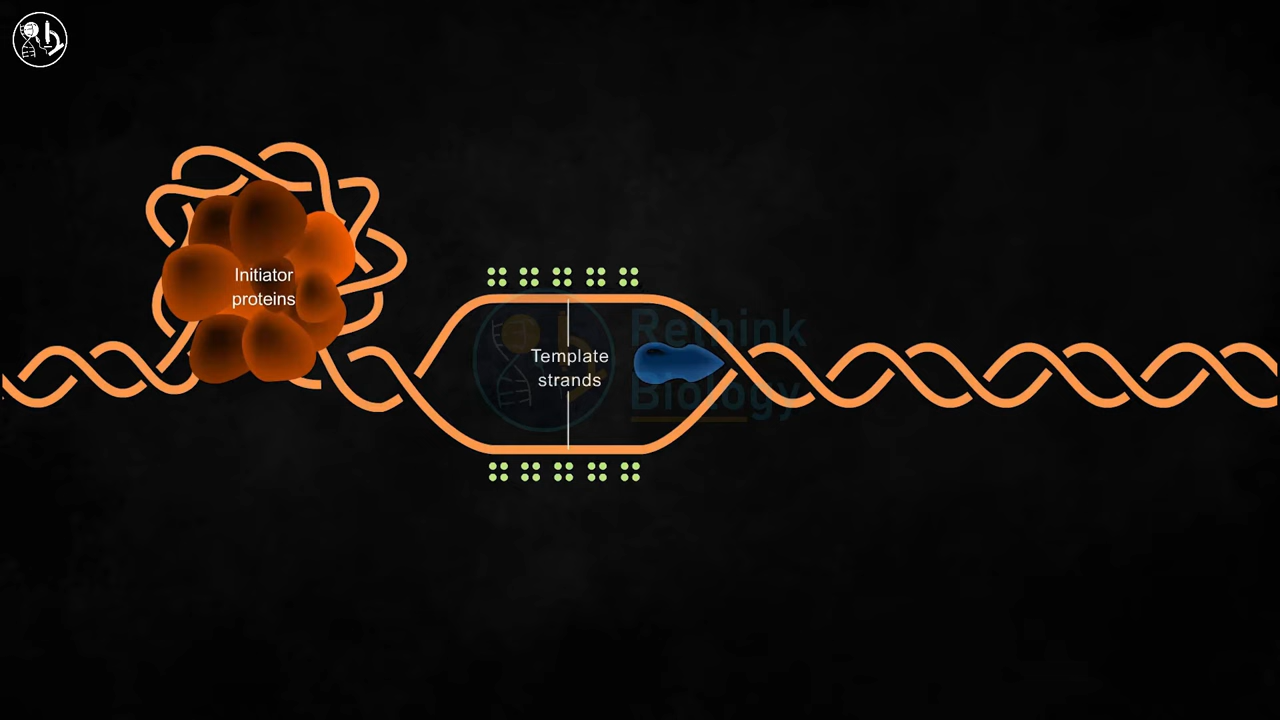 Initiator
proteins
Template
strands
Rethink
Biology